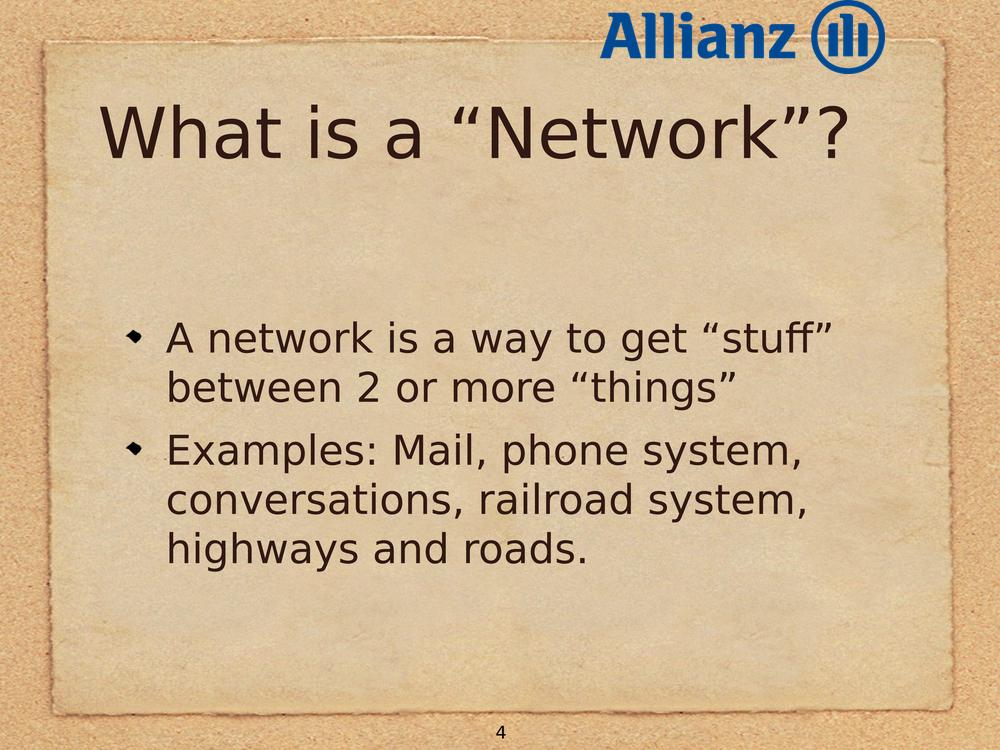 Allianz
What is a “Network”?
A network is a way to get “stuff”
between 2 or more “things”
Examples: Mail, phone system,
conversations, railroad system,
highways and roads.
4